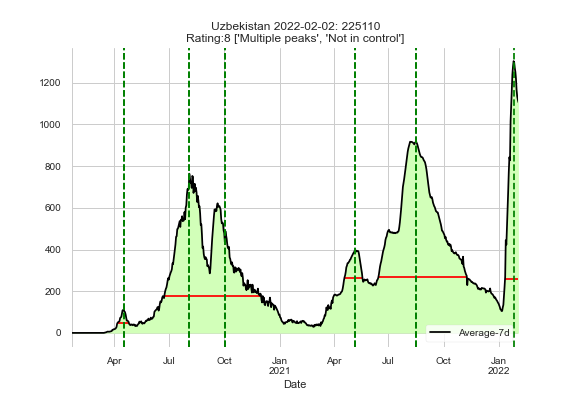 Uzbekistan 2022-02-02: 225110
Rating:8 ['Multiple peaks', 'Not in control']
1200
1000
800
600
400
200
0
Average-7d
Apr Jul Oct Jan Apr Jul Oct Jan
2021 2022
Date